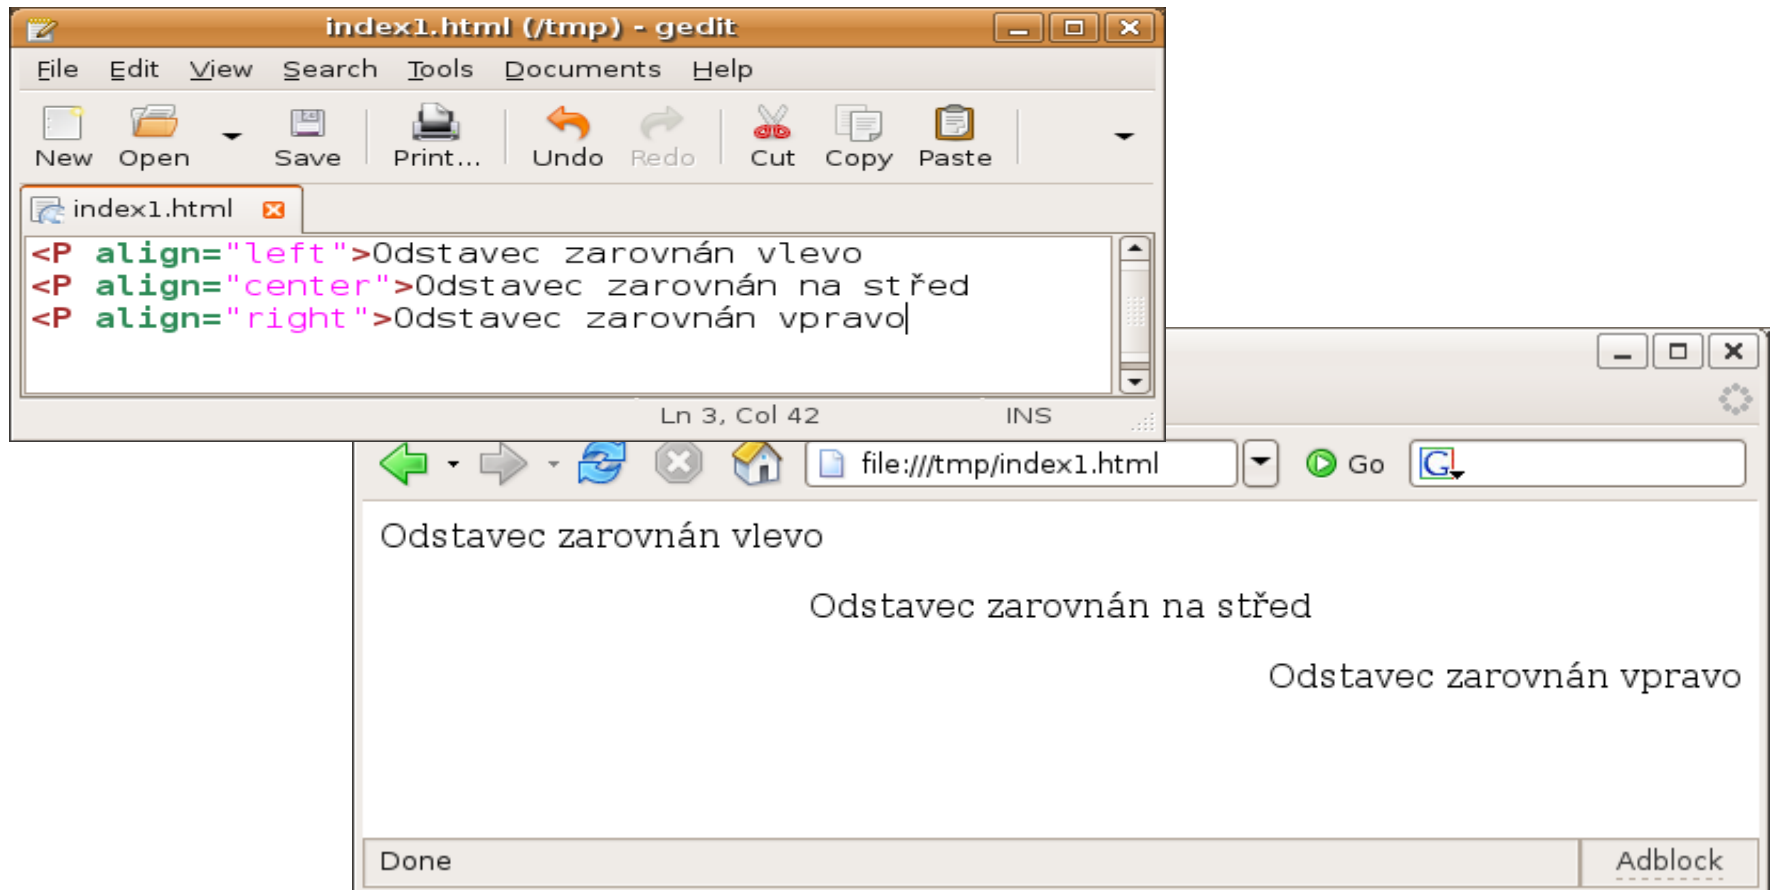 index1.html (/tmp) - gedit
File Edit View Search Tools Documents Help
New Open Save Print... Undo Redo Cut Copy Paste
index1.html
<P align="left">Odstavec zarovnán vlevo
<P align="center">Odstavec zarovnán na střed
<P align="right">Odstavec zarovnán vpravo
Ln 3, Col 42 INS
file:///tmp/index1.html Go G
Odstavec zarovnán vlevo
Odstavec zarovnán na střed
Odstavec zarovnán vpravo
Done Adblock